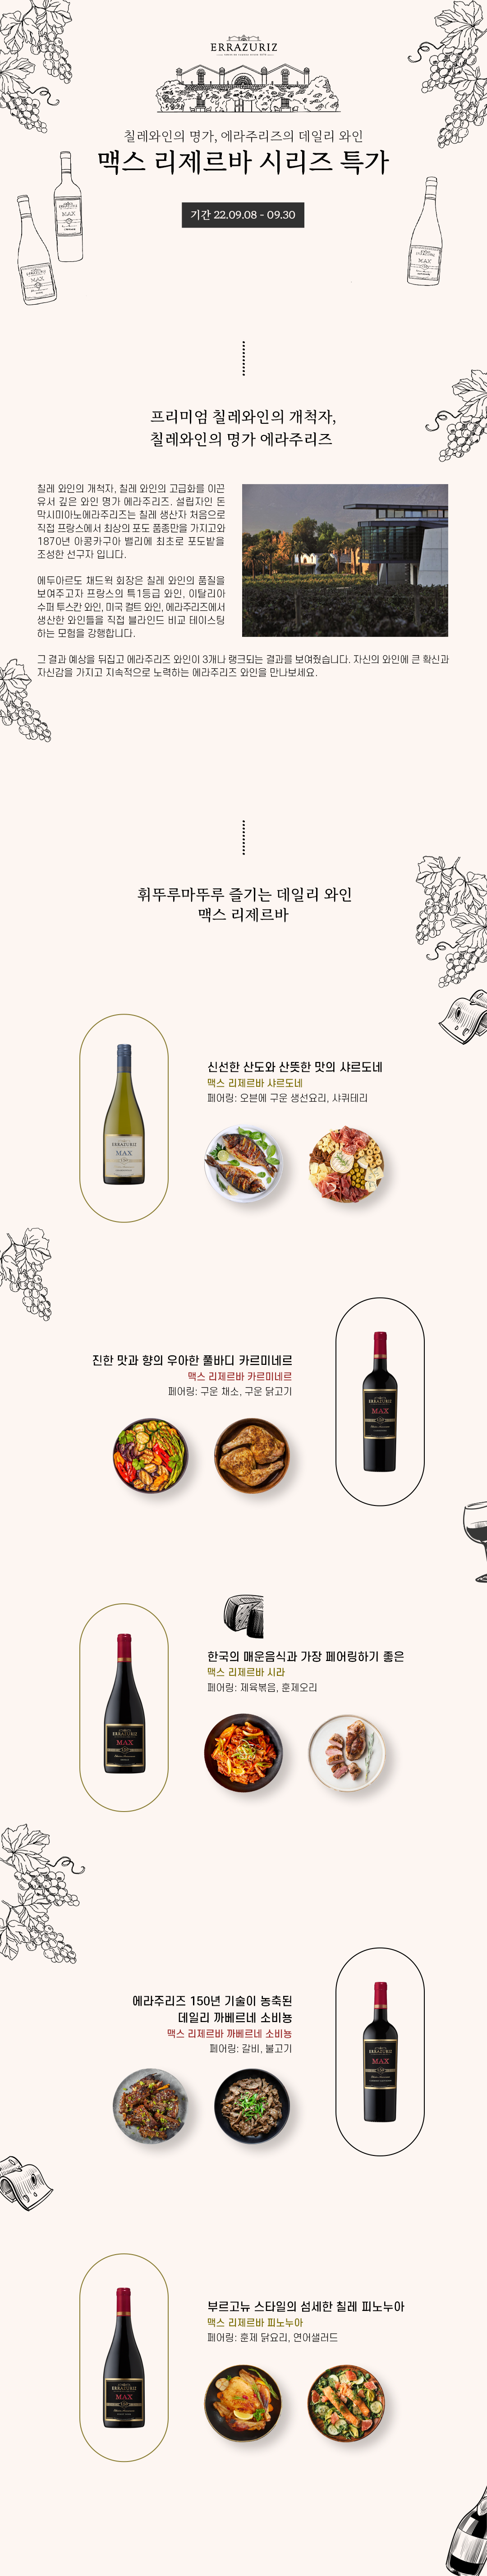 ERRAZURIZ
칠레와인의 명가, 에라주리즈의 데일리 와인
맥스 리제르바 시리즈 특가
기간 22.09.08 - 09.30
MAX
MAX
MAX
프리미엄 칠레와인의 개척자,
칠레와인의 명가 에라주리즈
칠레 와인의 개척자, 칠레 와인의 고급화를 이끈
유서 깊은 와인 명가 에라주리즈. 설립자인 돈
막시미아노에라주리즈는 칠레 생산자 처음으로
직접 프랑스에서 최상의 포도 품종만을 가지고와
1870년 아콩카구아 밸리에 최초로 포도밭을
조성한 선구자 입니다.
에두아르도 채드윅 회장은 칠레 와인의 품질을
보여주고자 프랑스의 특1등급 와인, 이탈리아
수퍼 투스칸 와인, 미국 컬트 와인, 에라주리즈에서
생산한 와인들을 직접 블라인드 비교 테이스팅
하는 모험을 강행합니다.
그 결과 예상을 뒤집고 에라주리즈 와인이 3개나 랭크되는 결과를 보여줬습니다. 자신의 와인에 큰 확신과
자신감을 가지고 지속적으로 노력하는 에라주리즈 와인을 만나보세요.
휘뚜루마뚜루 즐기는 데일리 와인
맥스 리제르바
신선한 산도와 산뜻한 맛의 샤르도네
맥스 리제르바 샤르도네
페어링: 오븐에 구운 생선요리, 샤퀴테리
ERRAZURIZ
MAX
진한 맛과 향의 우아한 풀바디 카르미네르
맥스 리제르바 카르미네르
페어링: 구운 채소, 구운 닭고기
ERRAZURIZ
MAX
한국의 매운음식과 가장 페어링하기 좋은
맥스 리제르바 시라
페어링: 제육볶음, 훈제오리
ERRAZURIZ
MAX
에라주리즈 150년 기술이 농축된
데일리 까베르네 소비뇽
맥스 리제르바 까베르네 소비뇽
페어링: 갈비, 불고기
ERRAZURIZ
MAX
부르고뉴 스타일의 섬세한 칠레 피노누아
맥스 리제르바 피노누아
페어링: 훈제 닭요리, 연어샐러드
ERRAZURIZ
MAX